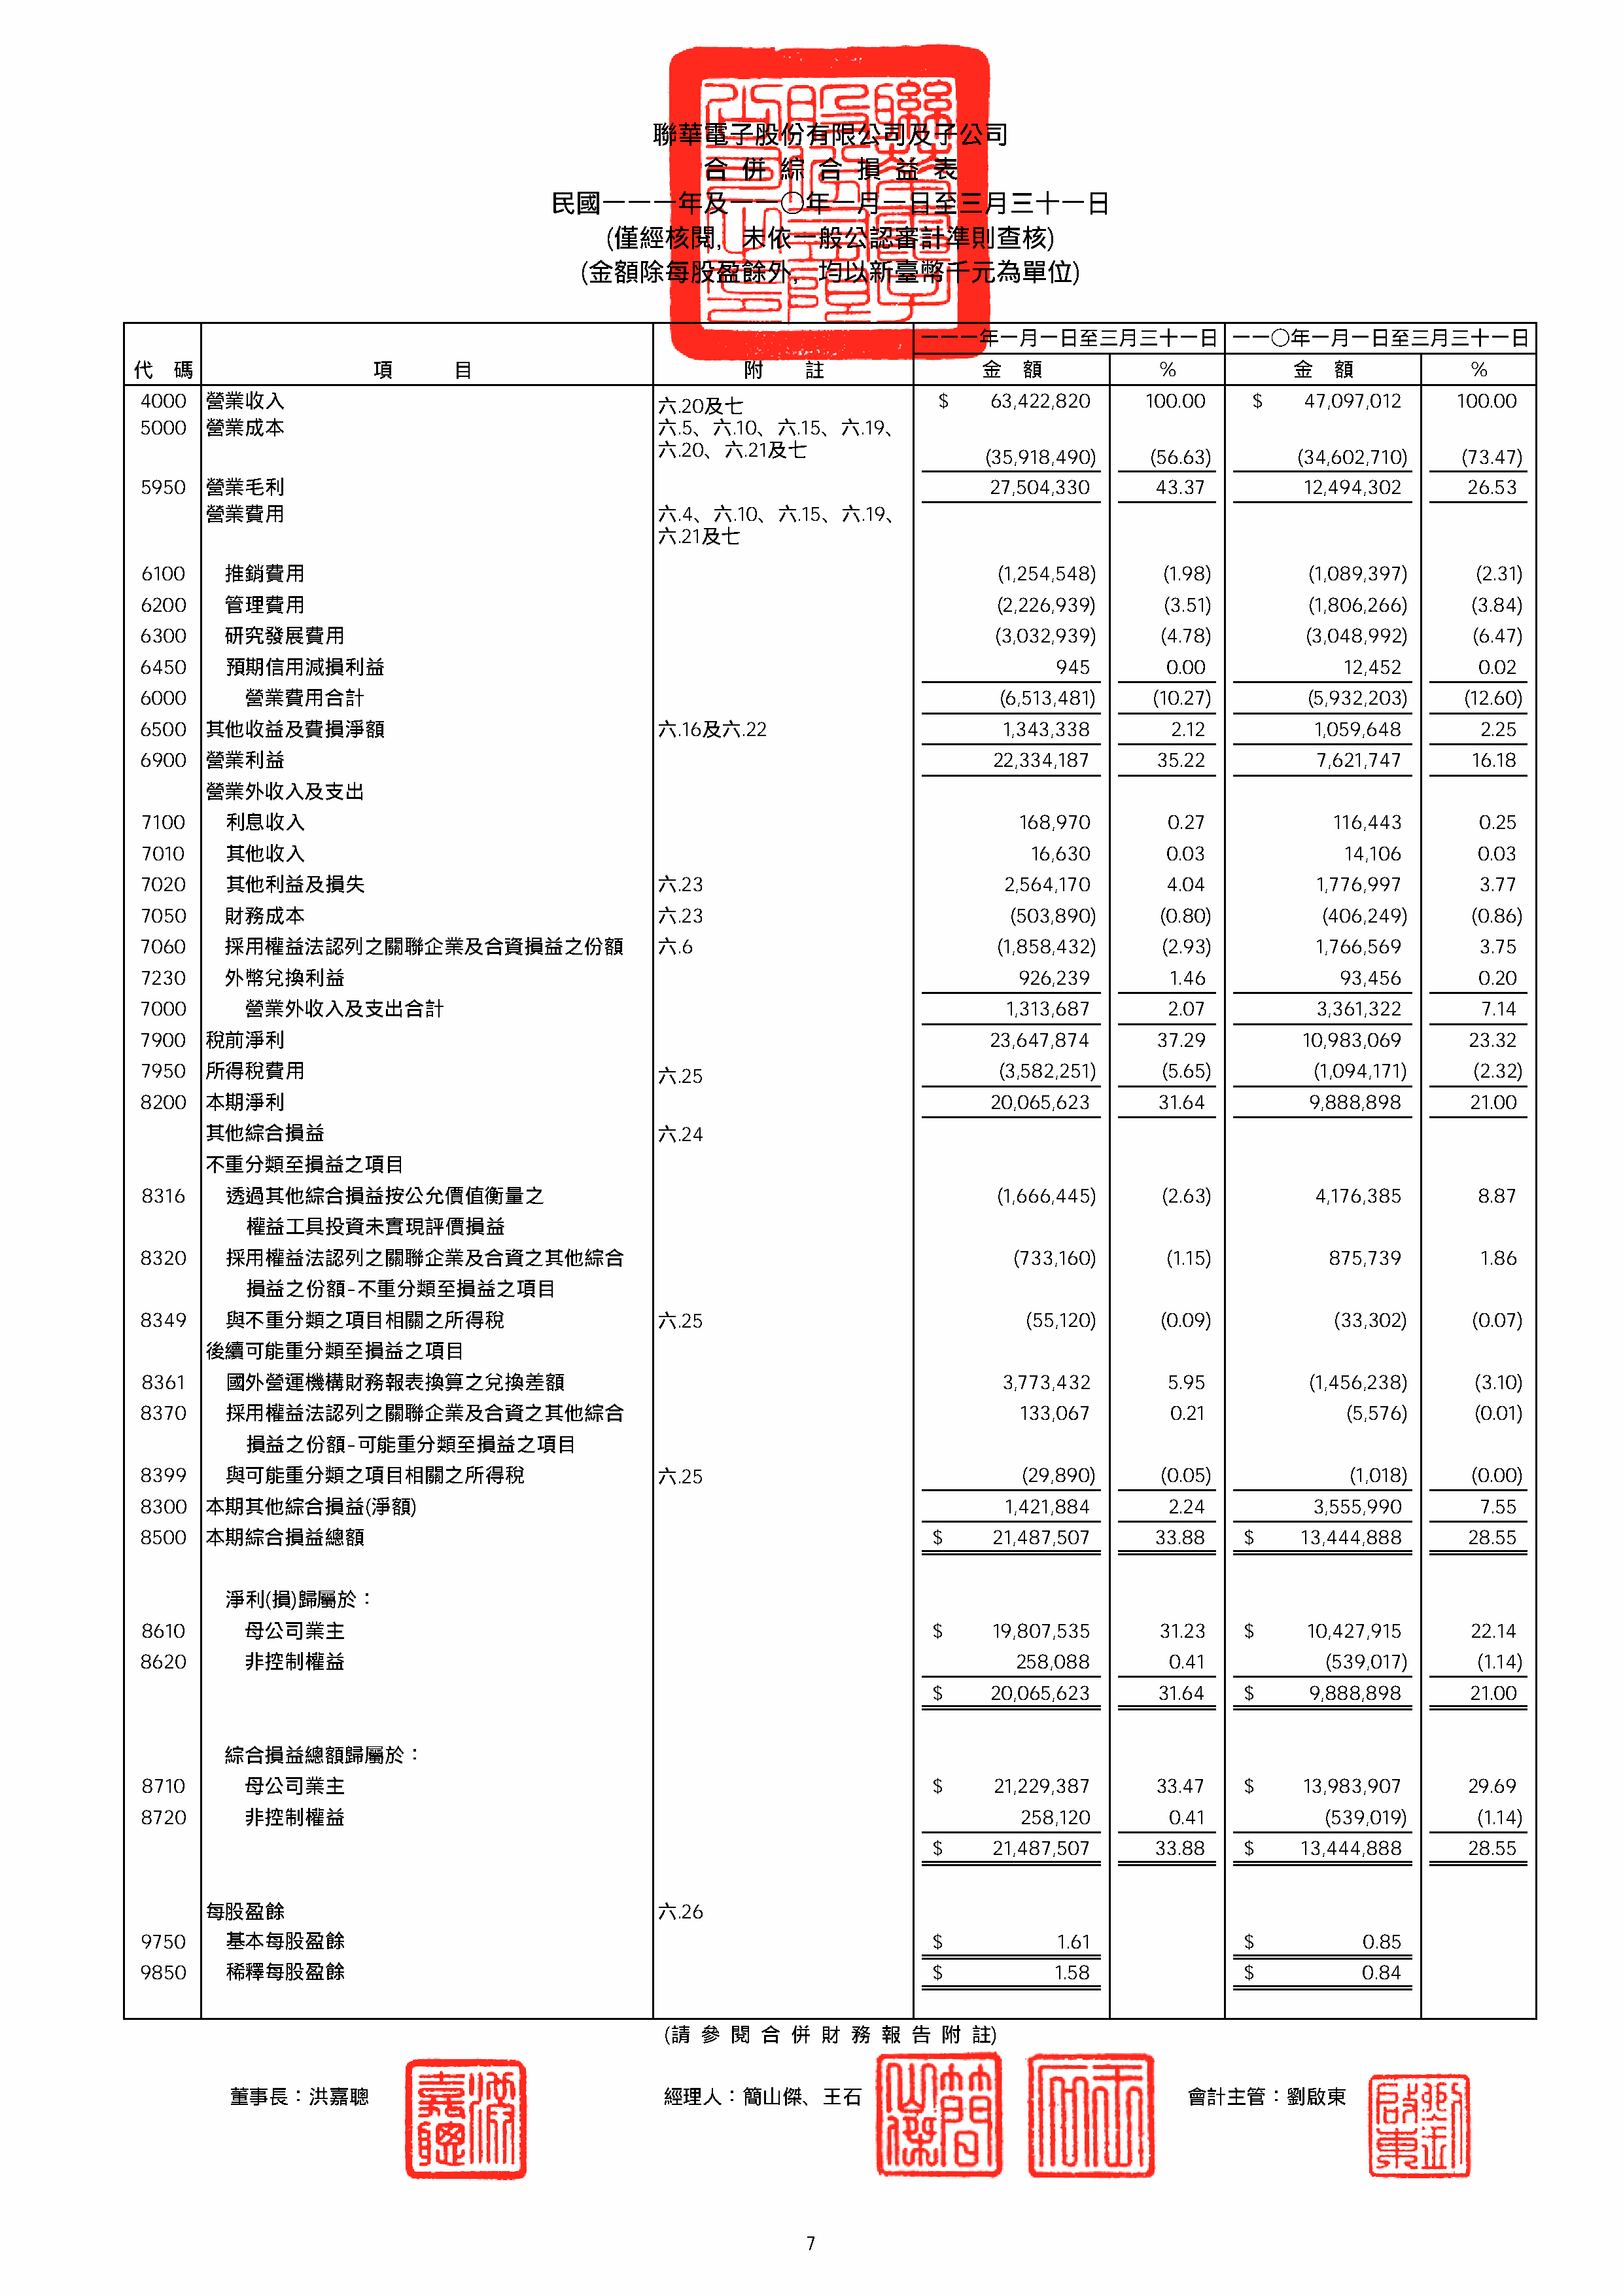 聯華電子股份有限公司及子公司
合併綜合損益表
民國一一一年及一一〇年一月一日至三月三十一日
(僅經核閱，未依一般公認審計準則查核)
(金額除每股盈餘外，均以新臺幣千元為單位)
一一一年一月一日至三月三十一日 一一〇年一月一日至三月三十一日
代 碼 項 目 附 註 金 額 % 金 額 %
4000 營業收入 六.20及七 $ 63,422,820 100.00 $ 47,097,012 100.00
5000 營業成本 六.5、六.10、六.15、六.19、
六.20、六.21及七 (35,918,490) (56.63) (34,602,710) (73.47)
5950 營業毛利 27,504,330 43.37 12,494,302 26.53
營業費用 六.4、六.10、六.15、六.19、
六.21及七
6100 推銷費用 (1,254,548) (1.98) (1,089,397) (2.31)
6200 管理費用 (2,226,939) (3.51) (1,806,266) (3.84)
6300 研究發展費用 (3,032,939) (4.78) (3,048,992) (6.47)
6450 預期信用減損利益 945 0.00 12,452 0.02
6000 營業費用合計 (6,513,481) (10.27) (5,932,203) (12.60)
6500 其他收益及費損淨額 六.16及六.22 1,343,338 2.12 1,059,648 2.25
6900 營業利益 22,334,187 35.22 7,621,747 16.18
營業外收入及支出
7100 利息收入 168,970 0.27 116,443 0.25
7010 其他收入 16,630 0.03 14,106 0.03
7020 其他利益及損失 六.23 2,564,170 4.04 1,776,997 3.77
7050 財務成本 六.23 (503,890) (0.80) (406,249) (0.86)
7060 採用權益法認列之關聯企業及合資損益之份額 六.6 (1,858,432) (2.93) 1,766,569 3.75
7230 外幣兌換利益 926,239 1.46 93,456 0.20
7000 營業外收入及支出合計 1,313,687 2.07 3,361,322 7.14
7900 稅前淨利 23,647,874 37.29 10,983,069 23.32
7950 所得稅費用 六.25 (3,582,251) (5.65) (1,094,171) (2.32)
8200 本期淨利 20,065,623 31.64 9,888,898 21.00
其他綜合損益 六.24
不重分類至損益之項目
8316 透過其他綜合損益按公允價值衡量之 (1,666,445) (2.63) 4,176,385 8.87
權益工具投資未實現評價損益
8320 採用權益法認列之關聯企業及合資之其他綜合 (733,160) (1.15) 875,739 1.86
損益之份額-不重分類至損益之項目
8349 與不重分類之項目相關之所得稅 六.25 (55,120) (0.09) (33,302) (0.07)
後續可能重分類至損益之項目
8361 國外營運機構財務報表換算之兌換差額 3,773,432 5.95 (1,456,238) (3.10)
8370 採用權益法認列之關聯企業及合資之其他綜合 133,067 0.21 (5,576) (0.01)
損益之份額-可能重分類至損益之項目
8399 與可能重分類之項目相關之所得稅 六.25 (29,890) (0.05) (1,018) (0.00)
8300 本期其他綜合損益(淨額) 1,421,884 2.24 3,555,990 7.55
8500 本期綜合損益總額 $ 21,487,507 33.88 $ 13,444,888 28.55
淨利(損)歸屬於：
8610 母公司業主 $ 19,807,535 31.23 $ 10,427,915 22.14
8620 非控制權益 258,088 0.41 (539,017) (1.14)
$ 20,065,623 31.64 $ 9,888,898 21.00
綜合損益總額歸屬於：
8710 母公司業主 $ 21,229,387 33.47 $ 13,983,907 29.69
8720 非控制權益 258,120 0.41 (539,019) (1.14)
$ 21,487,507 33.88 $ 13,444,888 28.55
每股盈餘 六.26
9750 基本每股盈餘 $ 1.61 $ 0.85
9850 稀釋每股盈餘 $ 1.58 $ 0.84
(請參閱合併財務報告附註)
董事長：洪嘉聰 經理人：簡山傑、王石 會計主管：劉啟東
7